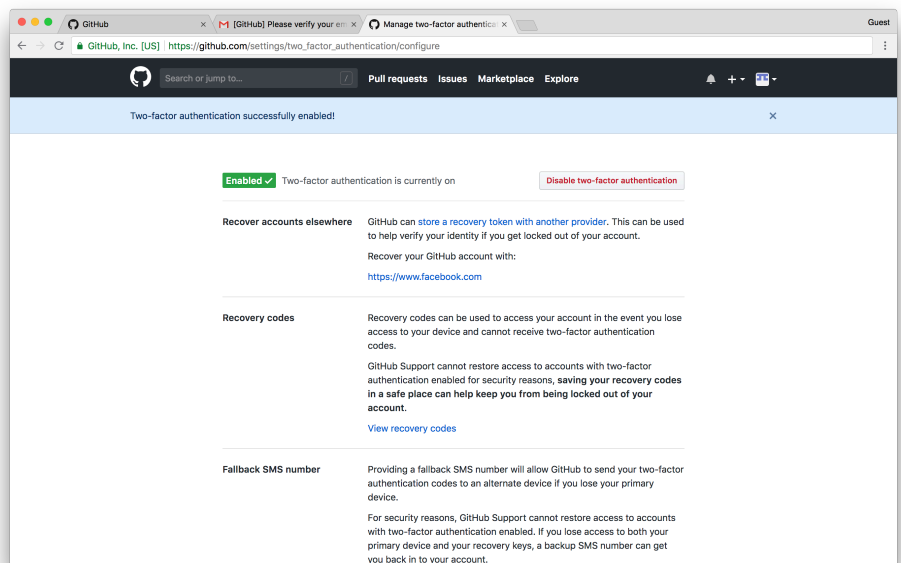 GitHub
[GitHub] Please verify your em
Manage two-factor authenticat
Guest
GitHub, Inc. [US] https://github.com/settings/two_factor_authentication/configure
Search or jump to...
/
Pull requests Issues Marketplace Explore
Two-factor authentication successfully enabled!
Enabled Two-factor authentication is currently on
Disable two-factor authentication
Recover accounts elsewhere
GitHub can store a recovery token with another provider. This can be used
to help verify your identity if you get locked out of your account.
Recover your GitHub account with:
https://www.facebook.com
Recovery codes
Recovery codes can be used to access your account in the event you lose
access to your device and cannot receive two-factor authentication
codes.
GitHub Support cannot restore access to accounts with two-factor
authentication enabled for security reasons, saving your recovery codes
in a safe place can help keep you from being locked out of your
account.
View recovery codes
Fallback SMS number
Providing a fallback SMS number will allow GitHub to send your two-factor
authentication codes to an alternate device if you lose your primary
device.
For security reasons, GitHub Support cannot restore access to accounts
with two-factor authentication enabled. If you lose access to both your
primary device and your recovery keys, a backup SMS number can get
you back in to your account.